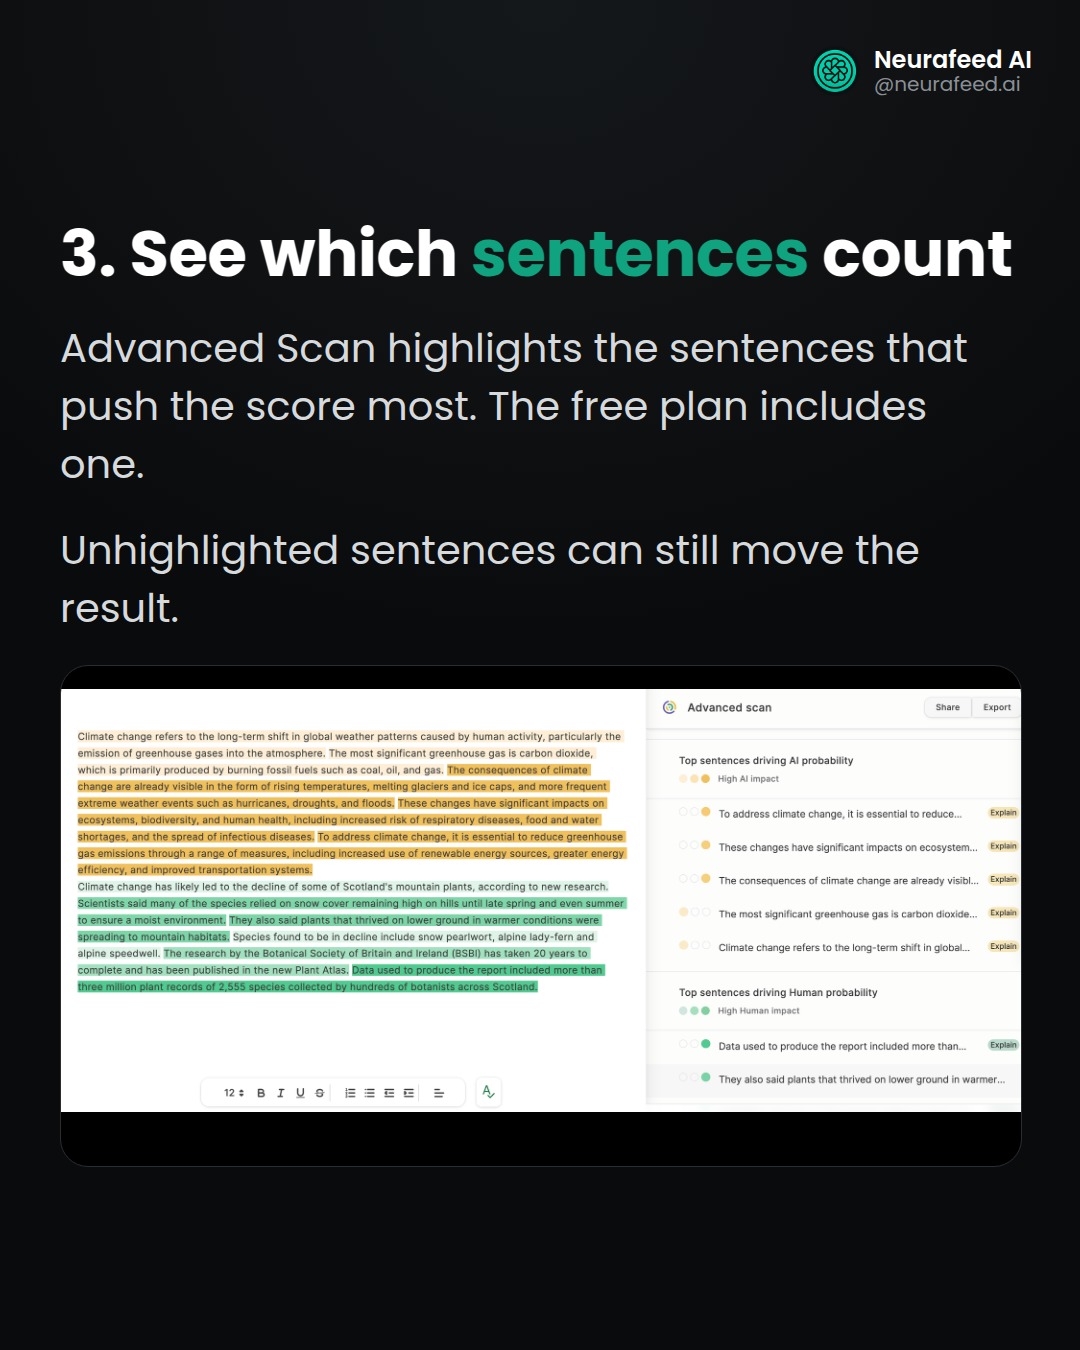 Neurafeed AI
@neurafeed.ai
3. See which sentences count
Advanced Scan highlights the sentences that
push the score most. The free plan includes
one.
Unhighlighted sentences can still move the
result.
Climate change refers to the long-term shift in global weather patterns caused by human activity, particularly the
emission of greenhouse gases into the atmosphere. The most significant greenhouse gas is carbon dioxide,
which is primarily produced by burning fossil fuels such as coal, oil, and gas. The consequences of climate
change are already visible in the form of rising temperatures, melting glaciers and ice caps, and more frequent
extreme weather events such as hurricanes, droughts, and floods. These changes have significant impacts on
ecosystems, biodiversity, and human health, including increased risk of respiratory diseases, food and water
shortages, and the spread of infectious diseases. To address climate change, it is essential to reduce greenhouse
gas emissions through a range of measures, including increased use of renewable energy sources, greater energy
efficiency, and improved transportation systems.
Climate change has likely led to the decline of some of Scotland's mountain plants, according to new research.
Scientists said many of the species relied on snow cover remaining high on hills until late spring and even summer
to ensure a moist environment. They also said plants that thrived on lower ground in warmer conditions were
spreading to mountain habitats. Species found to be in decline include snow pearlwort, alpine lady-fern and
alpine speedwell. The research by the Botanical Society of Britain and Ireland (BSBI) has taken 20 years to
complete and has been published in the new Plant Atlas. Data used to produce the report included more than
three million plant records of 2,555 species collected by hundreds of botanists across Scotland.
12 B I U S
A
Advanced scan
Share Export
Top sentences driving AI probability
High AI impact
To address climate change, it is essential to reduce... Explain
These changes have significant impacts on ecosystem... Explain
The consequences of climate change are already visibl... Explain
The most significant greenhouse gas is carbon dioxide... Explain
Climate change refers to the long-term shift in global... Explain
Top sentences driving Human probability
High Human impact
Data used to produce the report included more than... Explain
They also said plants that thrived on lower ground in warmer...